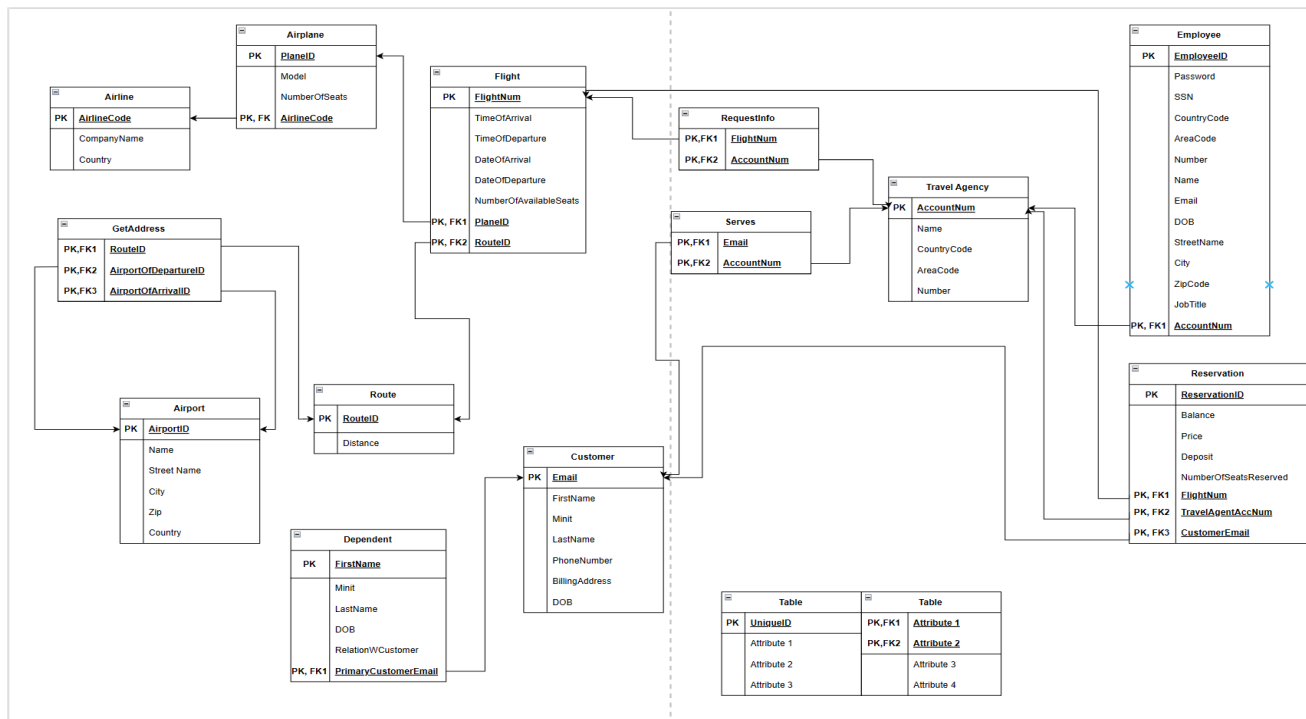 Airplane
PK PlaneID
Model
NumberOfSeats
PK, FK AirlineCode
Airline
PK AirlineCode
CompanyName
Country
Flight
PK FlightNum
TimeOfArrival
TimeOfDeparture
DateOfArrival
DateOfDeparture
NumberOfAvailableSeats
PK, FK1 PlaneID
PK, FK2 RouteID
RequestInfo
PK,FK1 FlightNum
PK,FK2 AccountNum
Employee
PK EmployeeID
Password
SSN
CountryCode
AreaCode
Number
Name
Email
DOB
StreetName
City
ZipCode
JobTitle
PK, FK1 AccountNum
Travel Agency
PK AccountNum
Name
CountryCode
AreaCode
Number
Serves
PK,FK1 Email
PK,FK2 AccountNum
GetAddress
PK,FK1 RouteID
PK,FK2 AirportOfDepartureID
PK,FK3 AirportOfArrivalID
Airport
PK AirportID
Name
Street Name
City
Zip
Country
Route
PK RouteID
Distance
Customer
PK Email
FirstName
Minit
LastName
PhoneNumber
BillingAddress
DOB
Reservation
PK ReservationID
Balance
Price
Deposit
NumberOfSeatsReserved
PK, FK1 FlightNum
PK, FK2 TravelAgentAccNum
PK, FK3 CustomerEmail
Dependent
PK FirstName
Minit
LastName
DOB
RelationWCustomer
PK, FK1 PrimaryCustomerEmail
Table
PK UniqueID
Attribute 1
Attribute 2
Attribute 3
Table
PK,FK1 Attribute 1
PK,FK2 Attribute 2
Attribute 3
Attribute 4